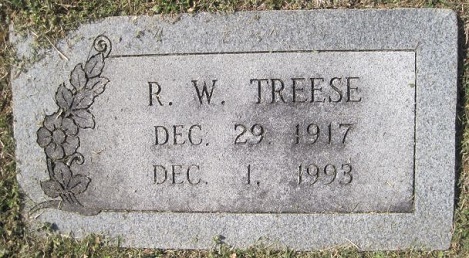 R. W. TREESE
DEC. 29, 1917
DEC. 1, 1993